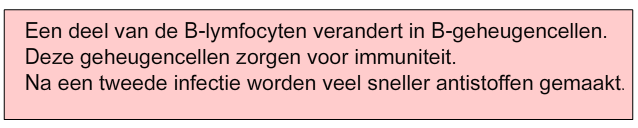 Een deel van de B-lymfocyten verandert in B-geheugencellen.
Deze geheugencellen zorgen voor immuniteit.
Na een tweede infectie worden veel sneller antistoffen gemaakt.